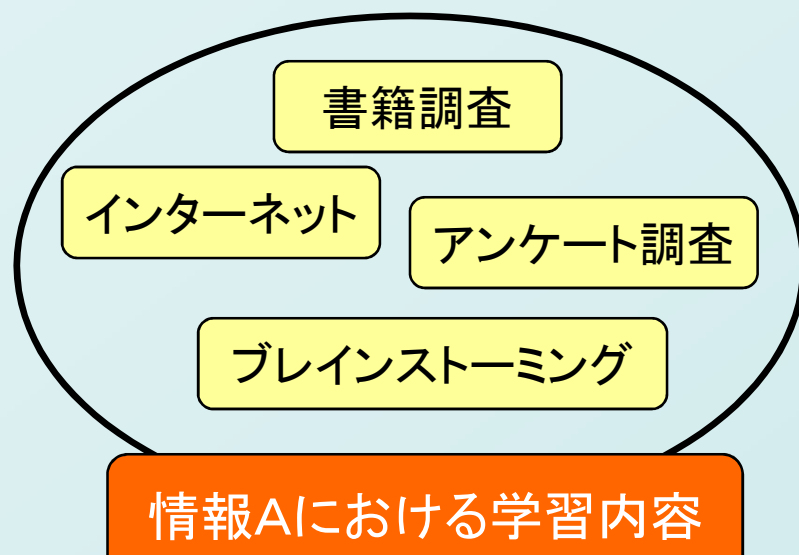 書籍調査
インターネット
アンケート調査
ブレインストーミング
情報Aにおける学習内容